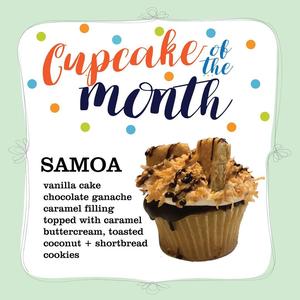 Cupcake of the month
SAMOA
vanilla cake
chocolate ganache
caramel filling
topped with caramel
buttercream, toasted
coconut + shortbread
cookies